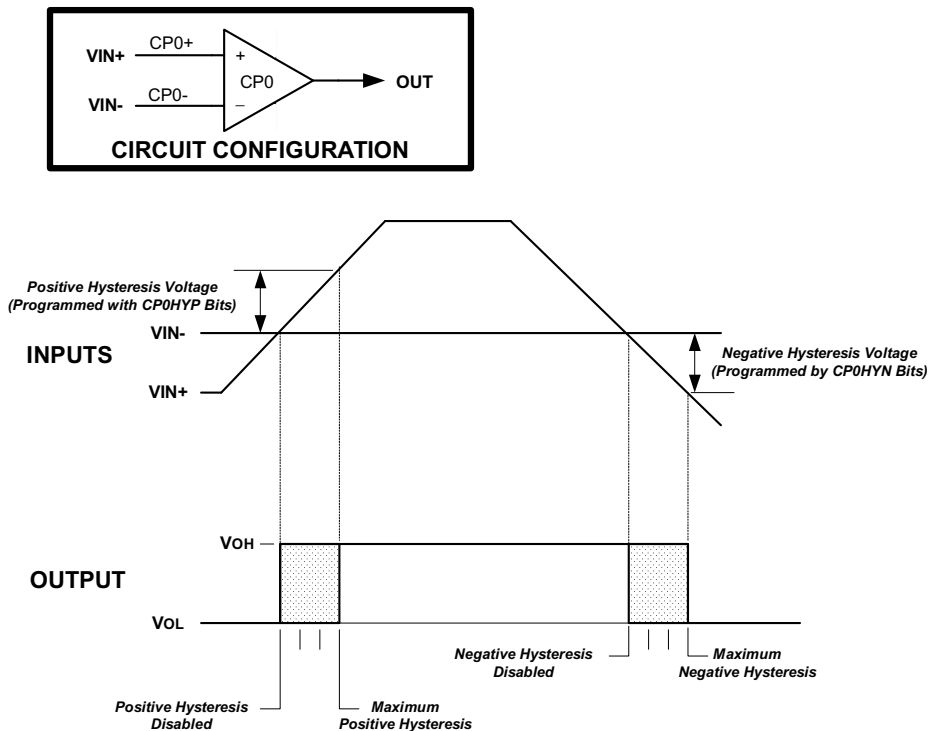 VIN+
CP0+
+
CP0
OUT
VIN-
CP0-
–
CIRCUIT CONFIGURATION
Positive Hysteresis Voltage
(Programmed with CP0HYP Bits)
VIN-
INPUTS
Negative Hysteresis Voltage
(Programmed by CP0HYN Bits)
VIN+
VOH
OUTPUT
VOL
Negative Hysteresis
Disabled
Maximum
Negative Hysteresis
Positive Hysteresis
Disabled
Maximum
Positive Hysteresis